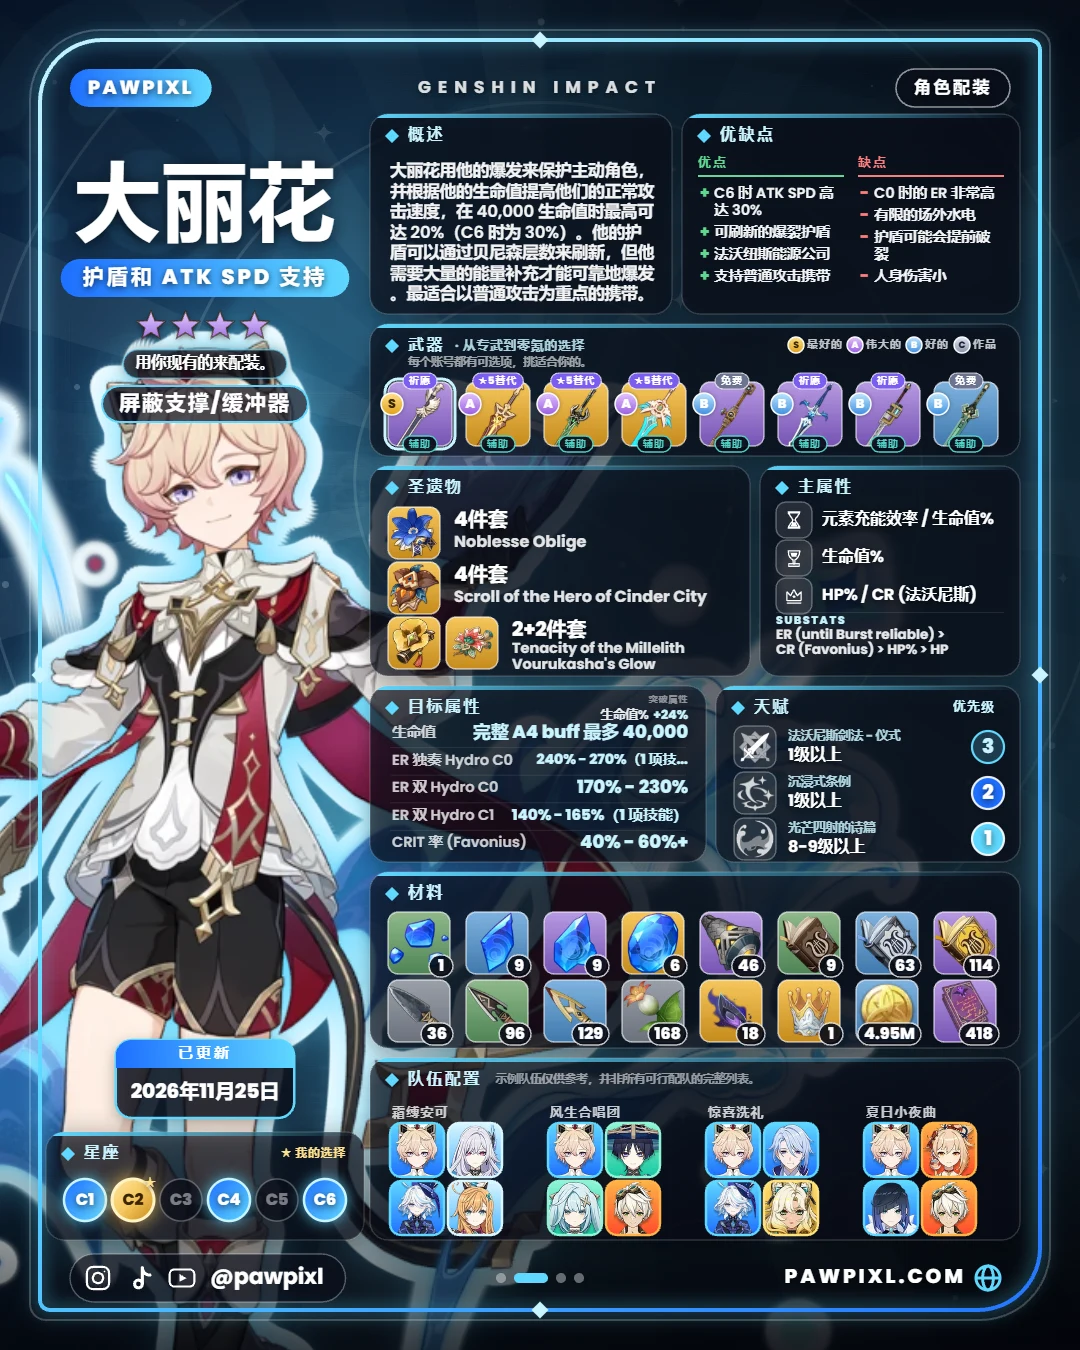 PAWPIXL
GENSHIN IMPACT
角色配装
大丽花
护盾和 ATK SPD 支持
用你现有的来配装。
屏蔽支撑/缓冲器
概述
大丽花用他的爆发来保护主动角色，
并根据他的生命值提高他们的正常攻
击速度，在 40,000 生命值时最高可
达 20%（C6 时为 30%）。他的护
盾可以通过贝尼森层数来刷新，但他
需要大量的能量补充才能可靠地爆发
。最适合以普通攻击为重点的携带。
优缺点
优点
+ C6 时 ATK SPD 高
达 30%
+ 可刷新的爆裂护盾
+ 法沃纽斯能源公司
+ 支持普通攻击携带
缺点
- C0 时的 ER 非常高
- 有限的场外水电
- 护盾可能会提前破
裂
- 人身伤害小
武器 · 从专武到零氪的选择
每个账号都有可选项，挑适合你的。
S 最好的 A 伟大的 B 好的 C 作品
祈愿 ★5替代 ★5替代 ★5替代 免费 祈愿 祈愿 免费
S A A A B B B B
辅助 辅助 辅助 辅助 辅助 辅助 辅助 辅助
圣遗物
4件套
Noblesse Oblige
4件套
Scroll of the Hero of Cinder City
2+2件套
Tenacity of the Millelith
Vourukasha's Glow
主属性
元素充能效率 / 生命值%
生命值%
HP% / CR (法沃尼斯)
SUBSTATS
ER (until Burst reliable) >
CR (Favonius) > HP% > HP
目标属性
突破属性
生命值% +24%
生命值 完整 A4 buff 最多 40,000
ER 独奏 Hydro C0 240% – 270%（1 项技...
ER 双 Hydro C0 170% – 230%
ER 双 Hydro C1 140% – 165%（1 项技能）
CRIT 率 (Favonius) 40% – 60%+
天赋 优先级
法沃尼斯剑法 - 仪式
1级以上
3
沉浸式条例
1级以上
2
光芒四射的诗篇
8-9级以上
1
材料
1 9 9 6 46 9 63 114
36 96 129 168 18 1 4.95M 418
已更新
2026年11月25日
星座 ★ 我的选择
C1 C2 C3 C4 C5 C6
队伍配置 示例队伍仅供参考，并非所有可行配队的完整列表。
霜缚安可 风生合唱团 惊喜洗礼 夏日小夜曲
@pawpixl
PAWPIXL.COM